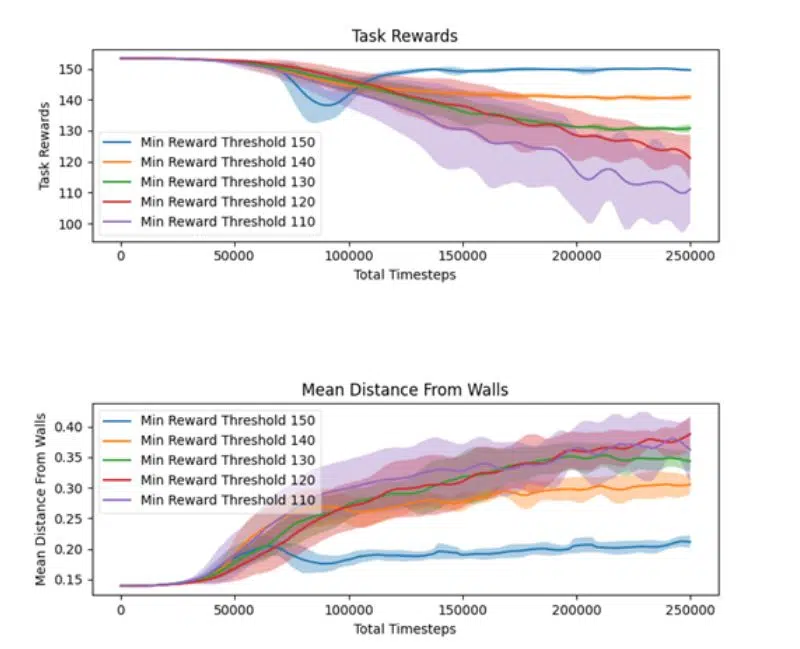 Task Rewards
150
140
130
120
110
100
Task Rewards
Min Reward Threshold 150
Min Reward Threshold 140
Min Reward Threshold 130
Min Reward Threshold 120
Min Reward Threshold 110
0 50000 100000 150000 200000 250000
Total Timesteps
Mean Distance From Walls
0.40
0.35
0.30
0.25
0.20
0.15
Mean Distance From Walls
Min Reward Threshold 150
Min Reward Threshold 140
Min Reward Threshold 130
Min Reward Threshold 120
Min Reward Threshold 110
0 50000 100000 150000 200000 250000
Total Timesteps